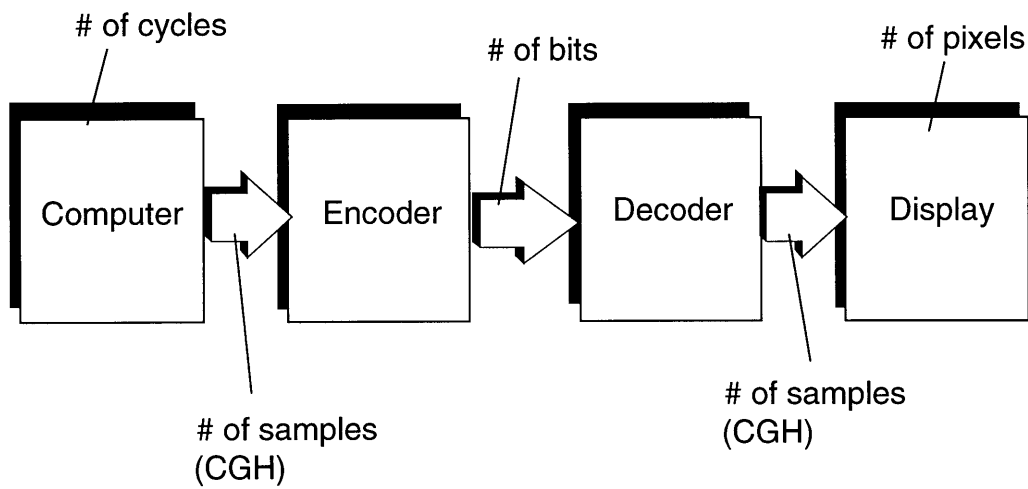 # of cycles
# of bits
# of pixels
Computer
Encoder
Decoder
Display
# of samples
(CGH)
# of samples
(CGH)